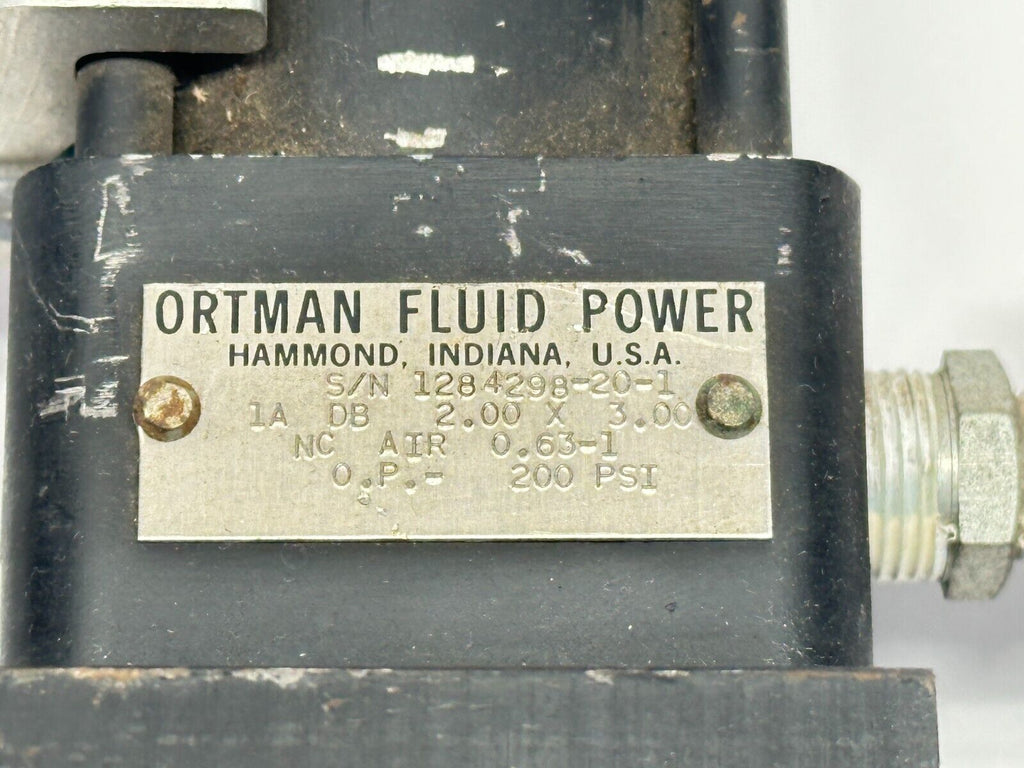 ORTMAN FLUID POWER
HAMMOND, INDIANA, U.S.A.
S/N 1284298-20-1
1A DB 2.00 X 3.00
NC AIR 0.63-1
O.P.- 200 PSI